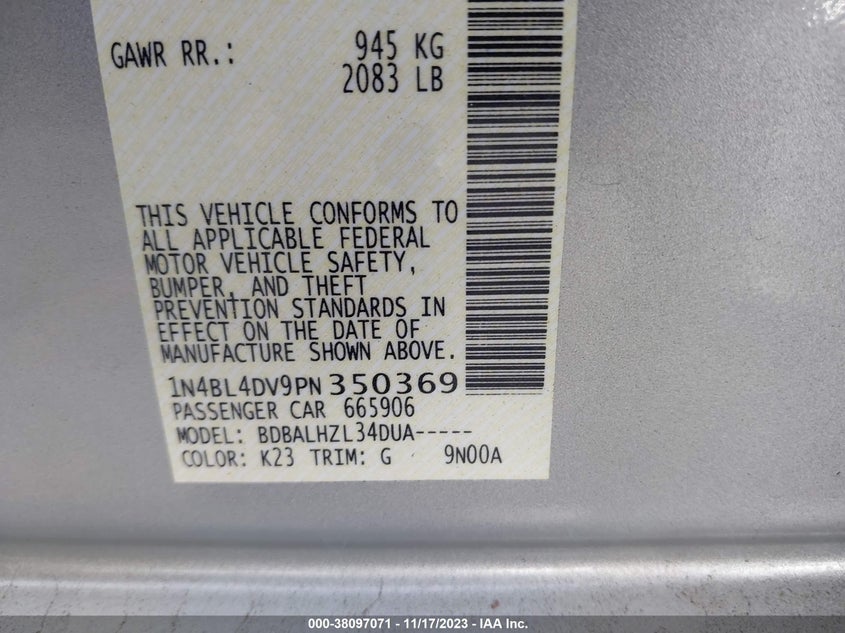 GAWR RR.: 945 KG
2083 LB
THIS VEHICLE CONFORMS TO
ALL APPLICABLE FEDERAL
MOTOR VEHICLE SAFETY,
BUMPER, AND THEFT
PREVENTION STANDARDS IN
EFFECT ON THE DATE OF
MANUFACTURE SHOWN ABOVE.
1N4BL4DV9PN350369
PASSENGER CAR 665906
MODEL: BDBALHZL34DUA-----
COLOR: K23 TRIM: G 9N00A
000-38097071 - 11/17/2023 - IAAI Inc.